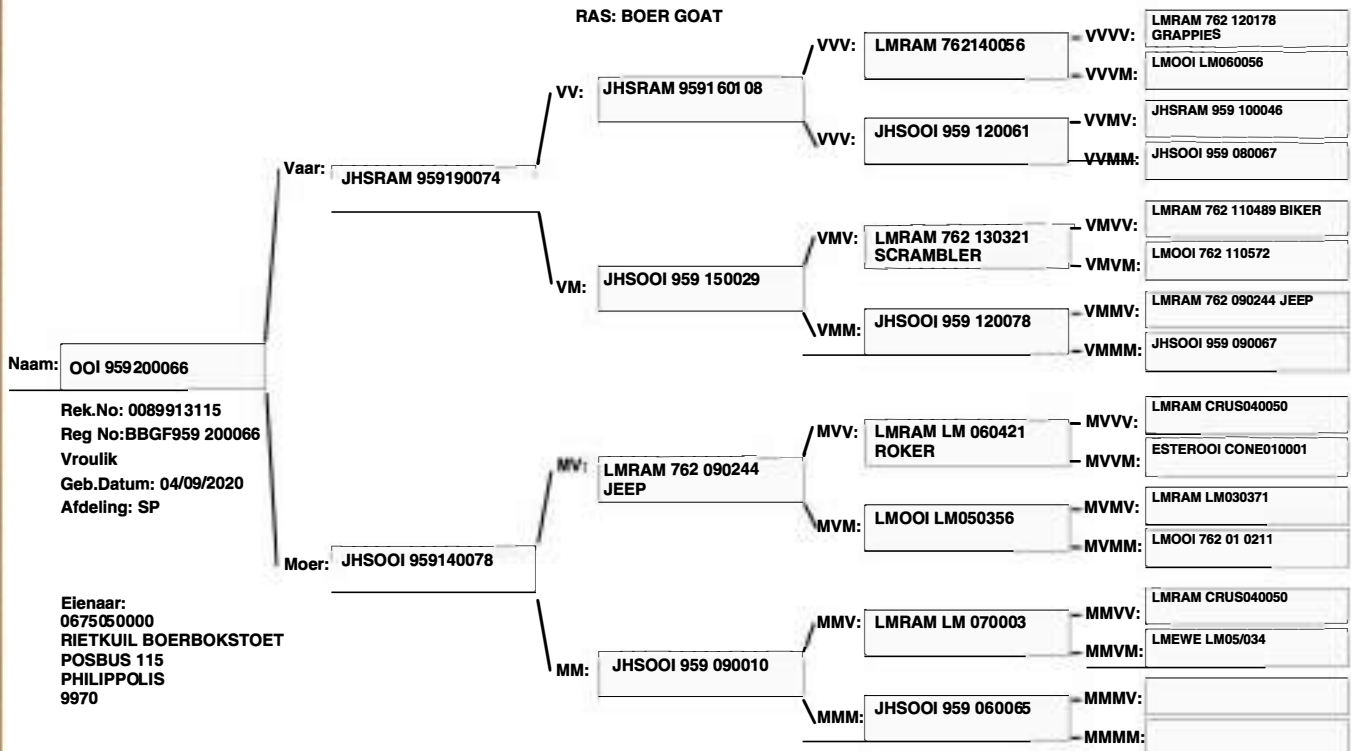 RAS: BOER GOAT
Naam: OOI 959200066
Rek.No: 0089913115
Reg No:BBGF959 200066
Vroulik
Geb.Datum: 04/09/2020
Afdeling: SP
Eienaar:
0675050000
RIETKUIL BOERBOKSTOET
POSBUS 115
PHILIPPOLIS
9970
Vaar: JHSRAM 959190074
Moer: JHSOOI 959140078
VV: JHSRAM 959160108
VM: JHSOOI 959 150029
MV: LMRAM 762 090244
JEEP
MM: JHSOOI 959 090010
VVV: LMRAM 762140056
VVV: JHSOOI 959 120061
VMV: LMRAM 762 130321
SCRAMBLER
VMM: JHSOOI 959 120078
MVV: LMRAM LM 060421
ROKER
MVM: LMOOI LM050356
MMV: LMRAM LM 070003
MMM: JHSOOI 959 060065
VVVV: LMRAM 762 120178
GRAPPIES
VVVM: LMOOI LM060056
VVMV: JHSRAM 959 100046
VVMM: JHSOOI 959 080067
VMVV: LMRAM 762 110489 BIKER
VMVM: LMOOI 762 110572
VMMV: LMRAM 762 090244 JEEP
VMMM: JHSOOI 959 090067
MVVV: LMRAM CRUS040050
MVVM: ESTEROOI CONE010001
MVMV: LMRAM LM030371
MVMM: LMOOI 762 01 0211
MMVV: LMRAM CRUS040050
MMVM: LMEWE LM05/034
MMMV:
MMMM: